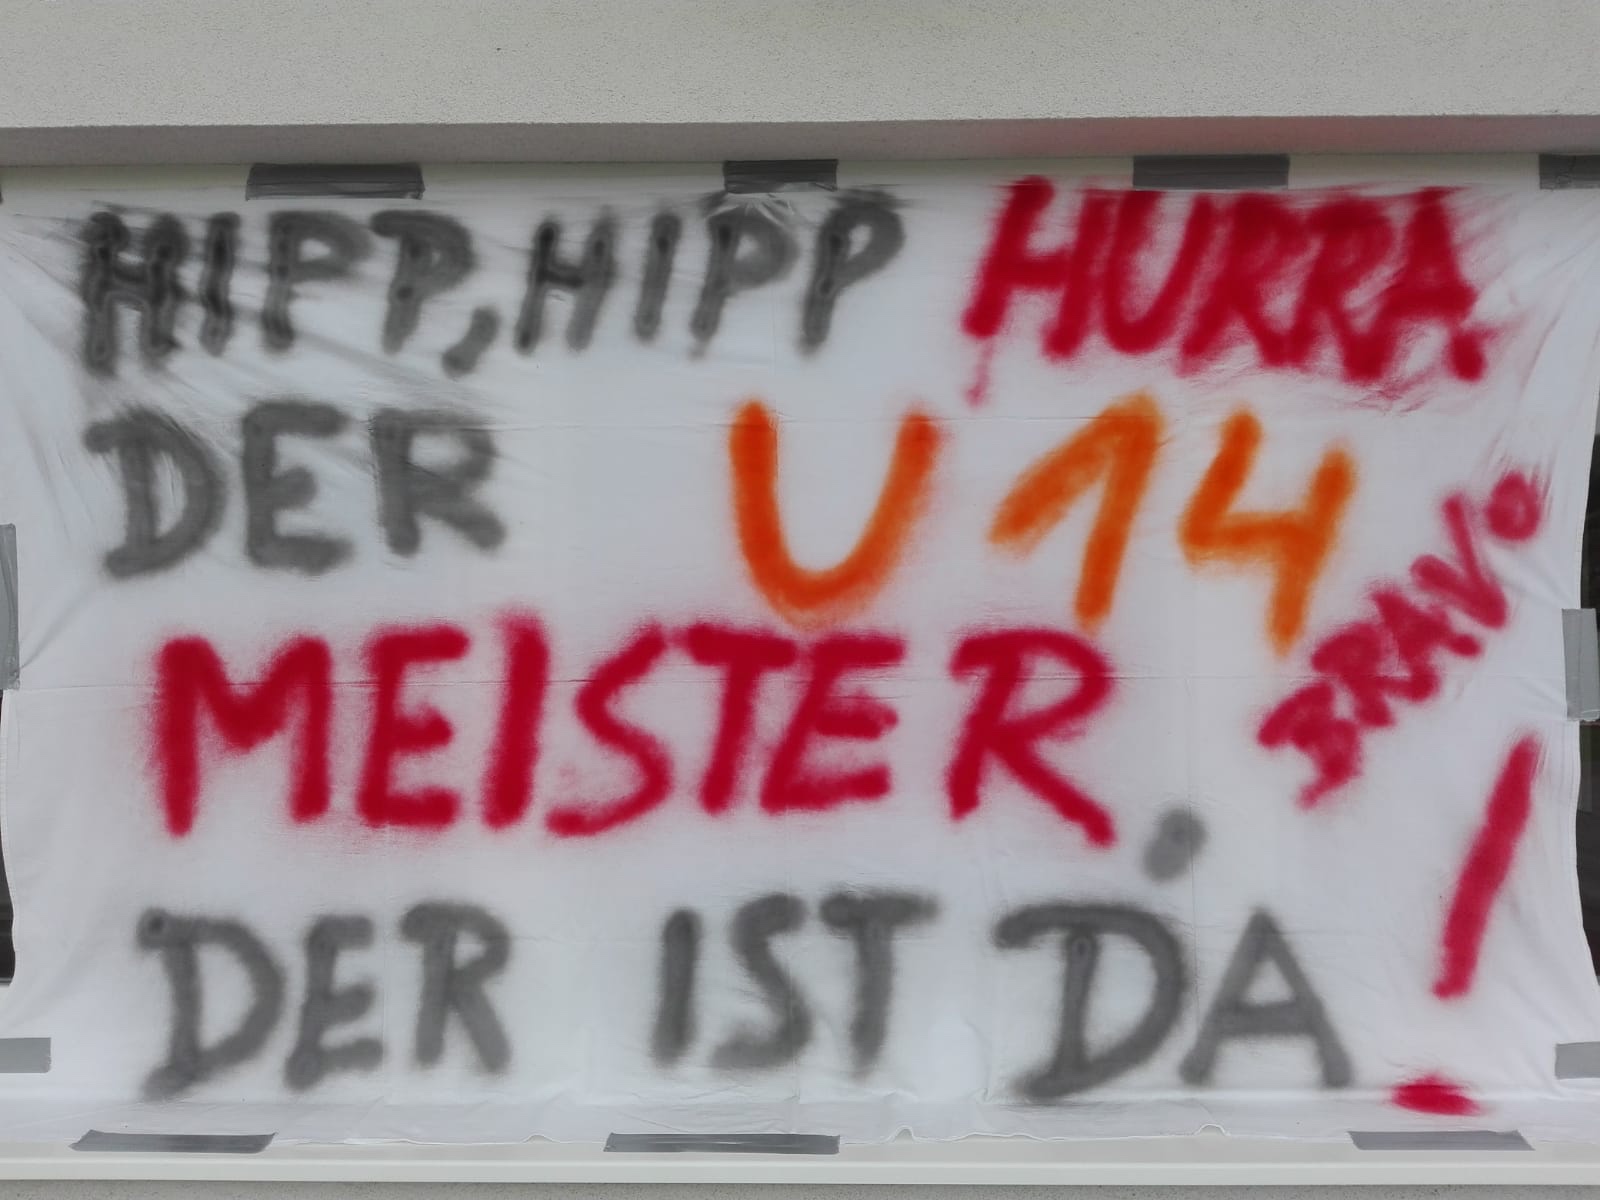 HIPP, HIPP HURRA.
DER U14
BRAVo
MEISTER.
DER IST DA!